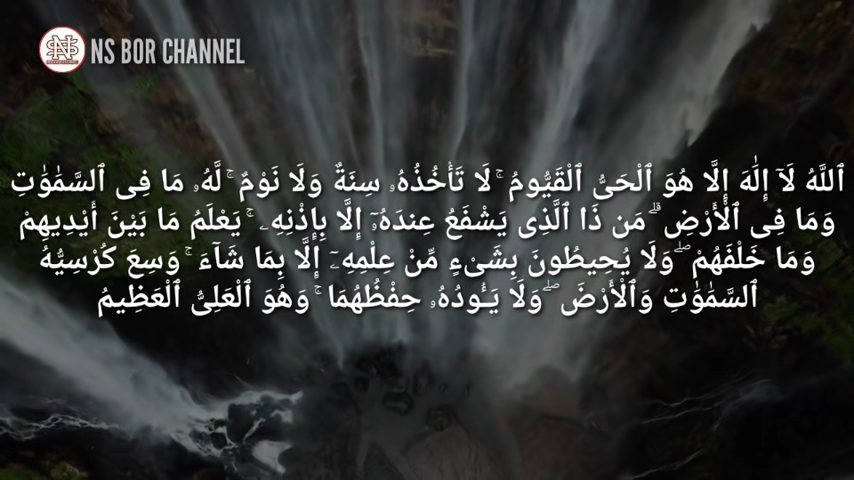 NS BOR CHANNEL
ٱللَّهُ لَآ إِلَٰهَ إِلَّا هُوَ ٱلْحَىُّ ٱلْقَيُّومُ ۚ لَا تَأْخُذُهُۥ سِنَةٌ وَلَا نَوْمٌ ۚ لَّهُۥ مَا فِى ٱلسَّمَٰوَٰتِ
وَمَا فِى ٱلْأَرْضِ ۗ مَن ذَا ٱلَّذِى يَشْفَعُ عِندَهُۥٓ إِلَّا بِإِذْنِهِۦ ۚ يَعْلَمُ مَا بَيْنَ أَيْدِيهِمْ
وَمَا خَلْفَهُمْ ۖ وَلَا يُحِيطُونَ بِشَىْءٍ مِّنْ عِلْمِهِۦٓ إِلَّا بِمَا شَآءَ ۚ وَسِعَ كُرْسِيُّهُ
ٱلسَّمَٰوَٰتِ وَٱلْأَرْضَ ۖ وَلَا يَـُٔودُهُۥ حِفْظُهُمَا ۚ وَهُوَ ٱلْعَلِىُّ ٱلْعَظِيمُ